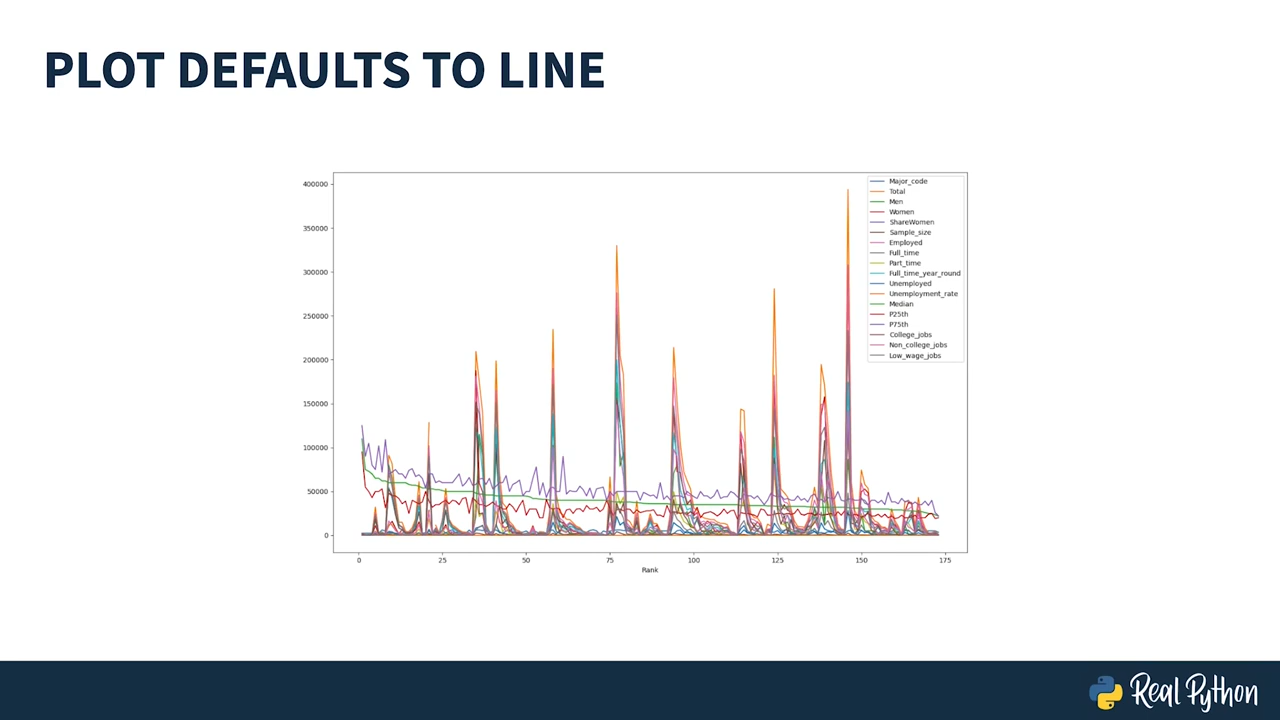 PLOT DEFAULTS TO LINE
400000
350000
300000
250000
200000
150000
100000
50000
0
Major_code
Total
Men
Women
ShareWomen
Sample_size
Employed
Full_time
Part_time
Full_time_year_round
Unemployed
Unemployment_rate
Median
P25th
P75th
College_jobs
Non_college_jobs
Low_wage_jobs
0 25 50 75 100 125 150 175
Rank
Real Python